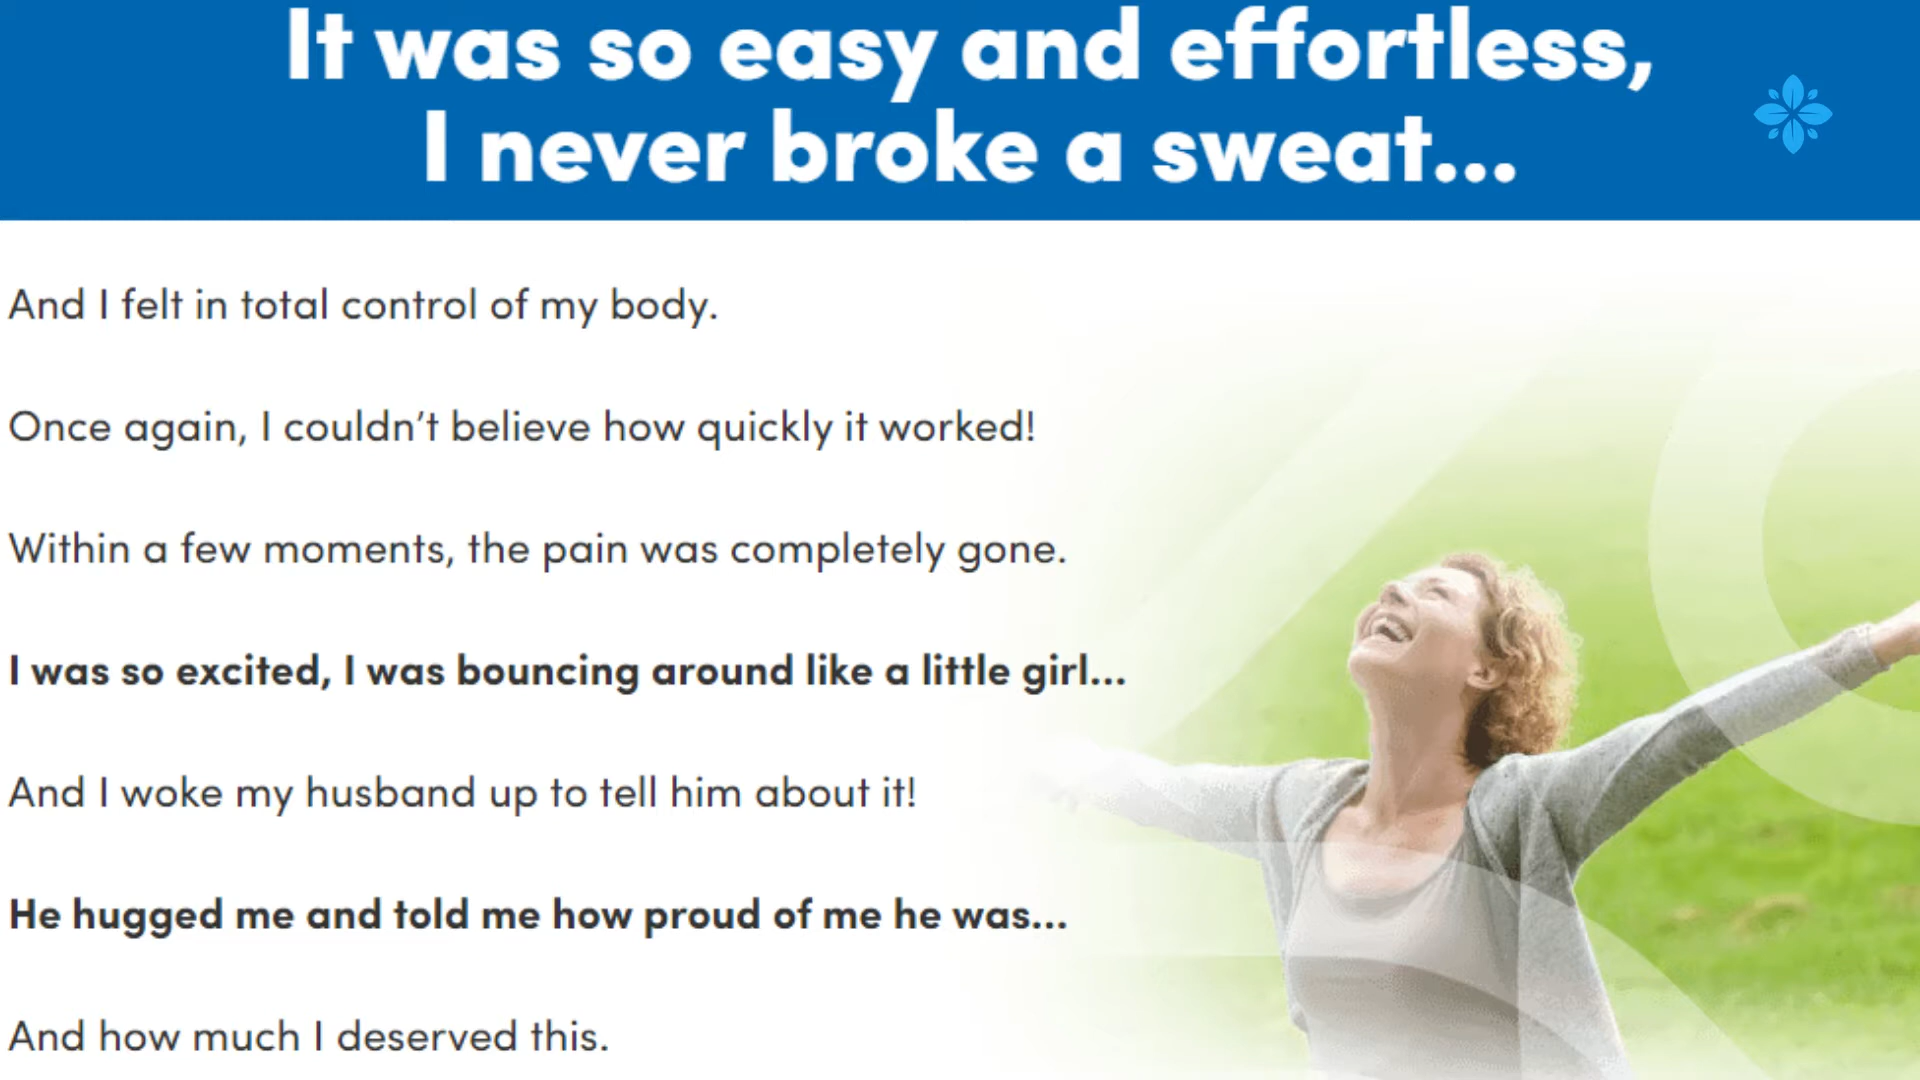 It was so easy and effortless,
I never broke a sweat...
And I felt in total control of my body.
Once again, I couldn’t believe how quickly it worked!
Within a few moments, the pain was completely gone.
I was so excited, I was bouncing around like a little girl...
And I woke my husband up to tell him about it!
He hugged me and told me how proud of me he was...
And how much I deserved this.